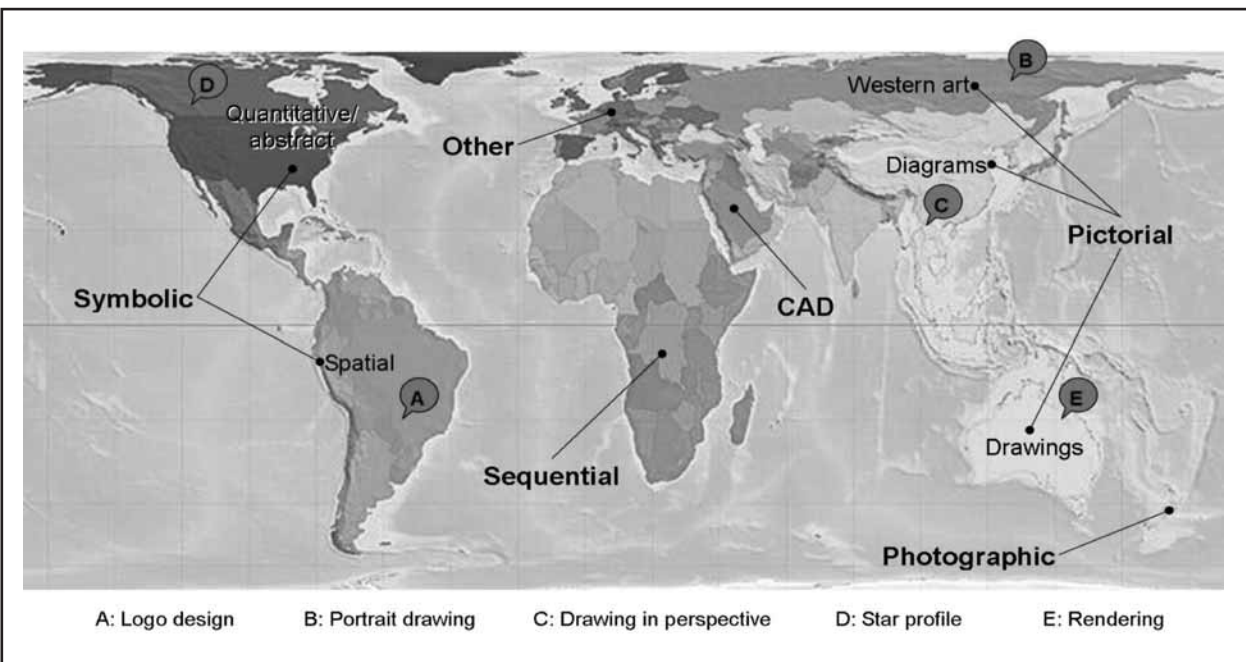 D
B
Western art
Quantitative/
abstract
Other
Diagrams
C
Pictorial
Symbolic
CAD
Spatial
A
E
Drawings
Sequential
Photographic
A: Logo design B: Portrait drawing C: Drawing in perspective D: Star profile E: Rendering